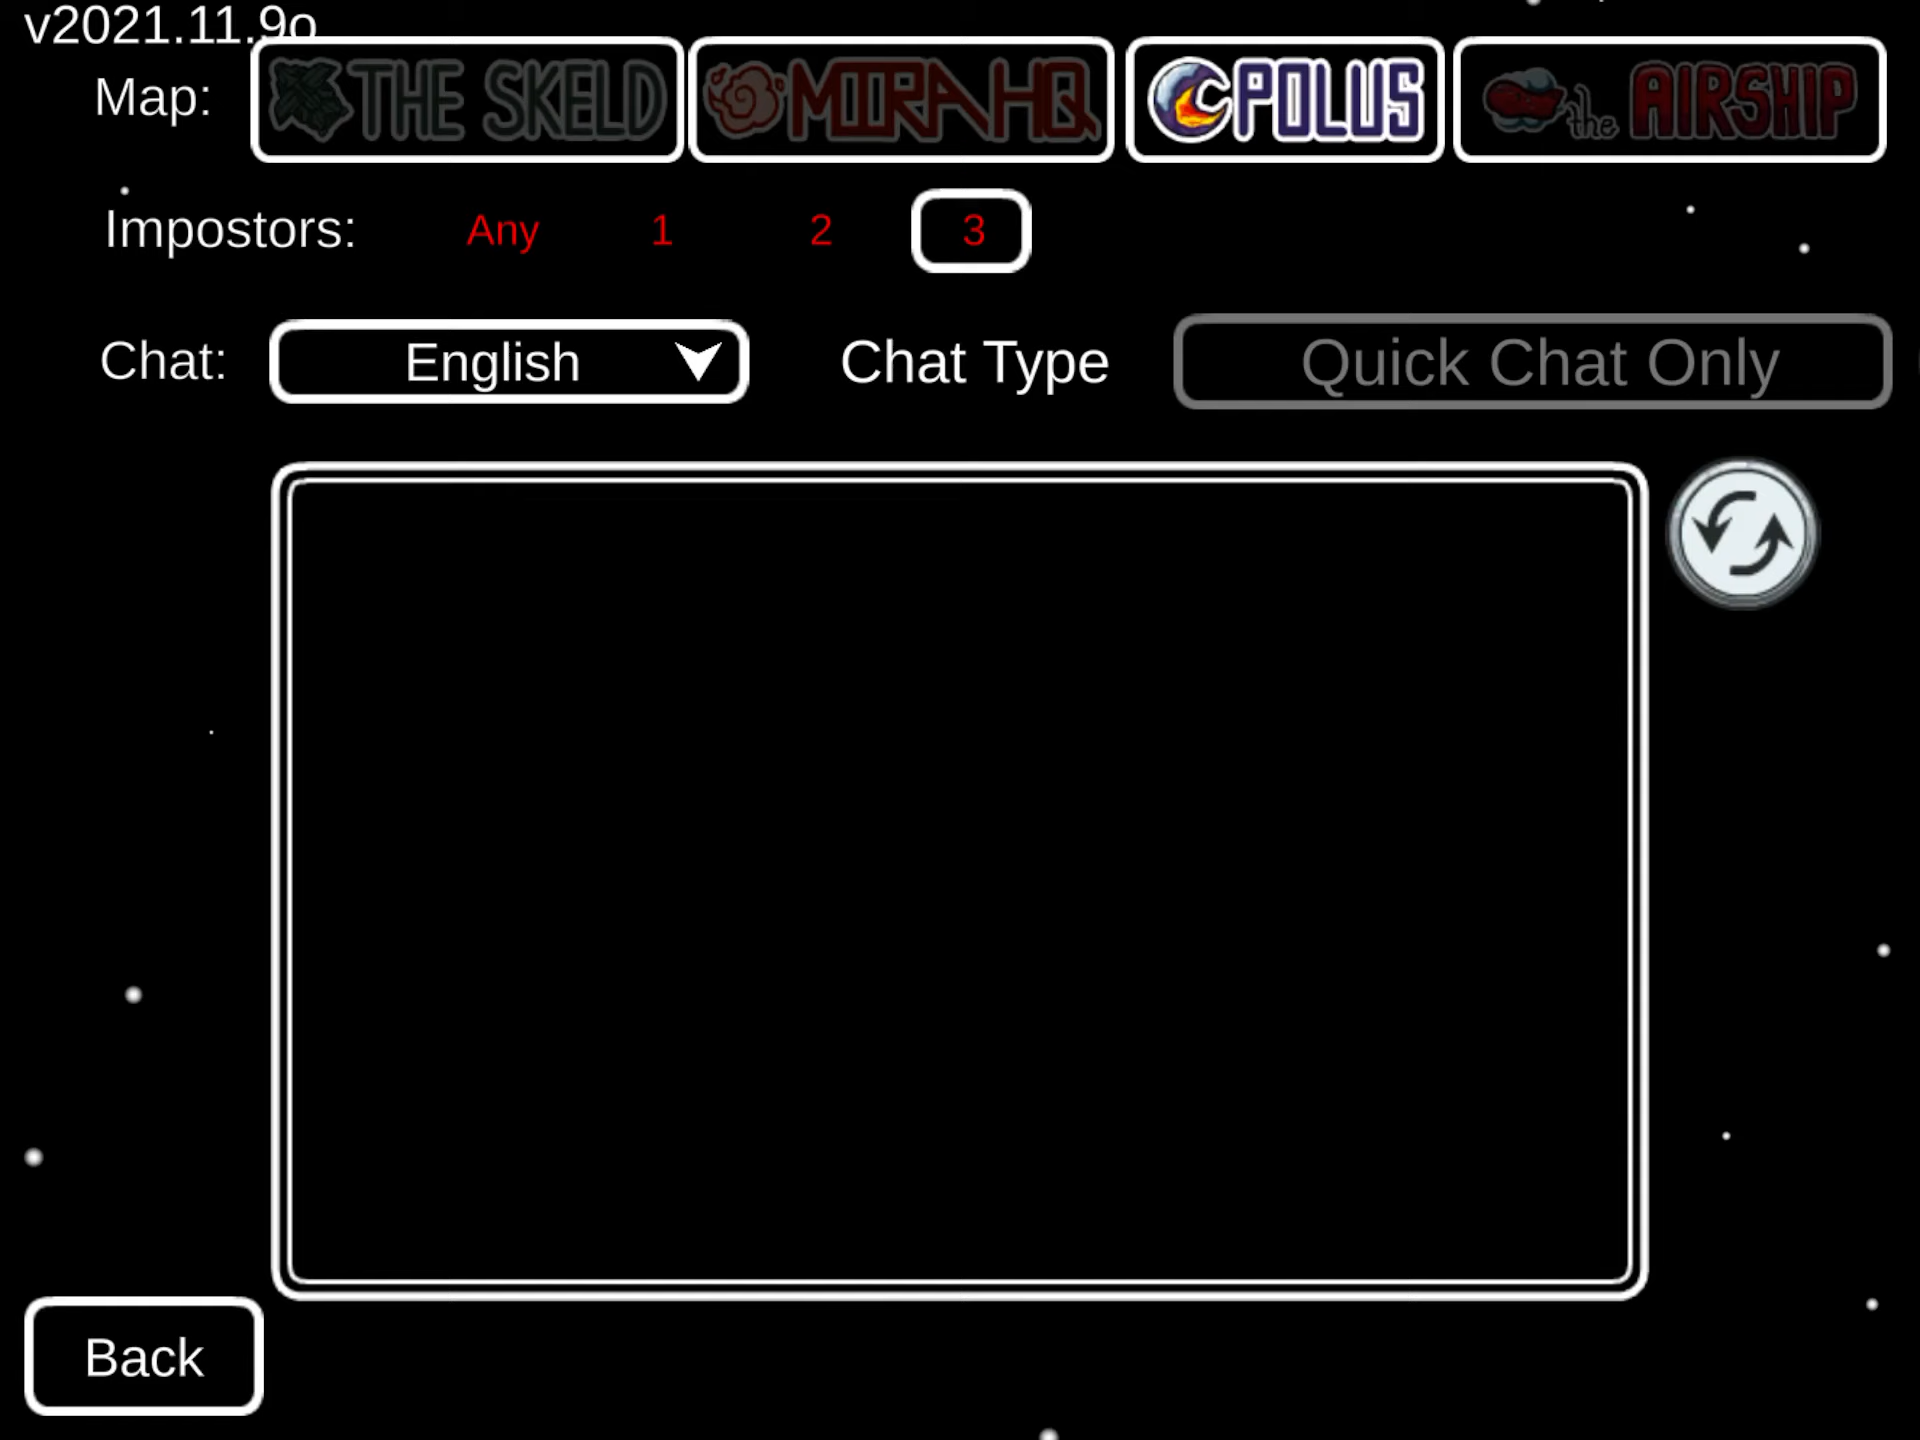 v2021.11.9o
Map: THE SKELD MIRA HQ POLUS the AIRSHIP
Impostors: Any 1 2 3
Chat: English Chat Type Quick Chat Only
Back